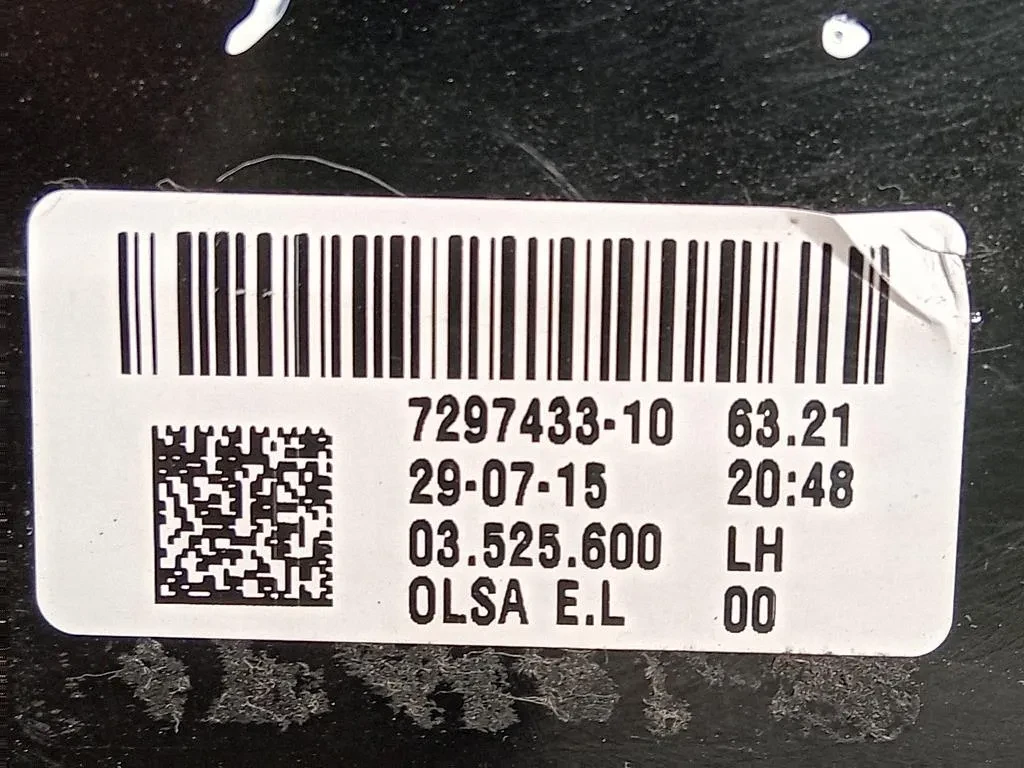 7297433-10 63.21
29-07-15 20:48
03.525.600 LH
OLSA E.L 00